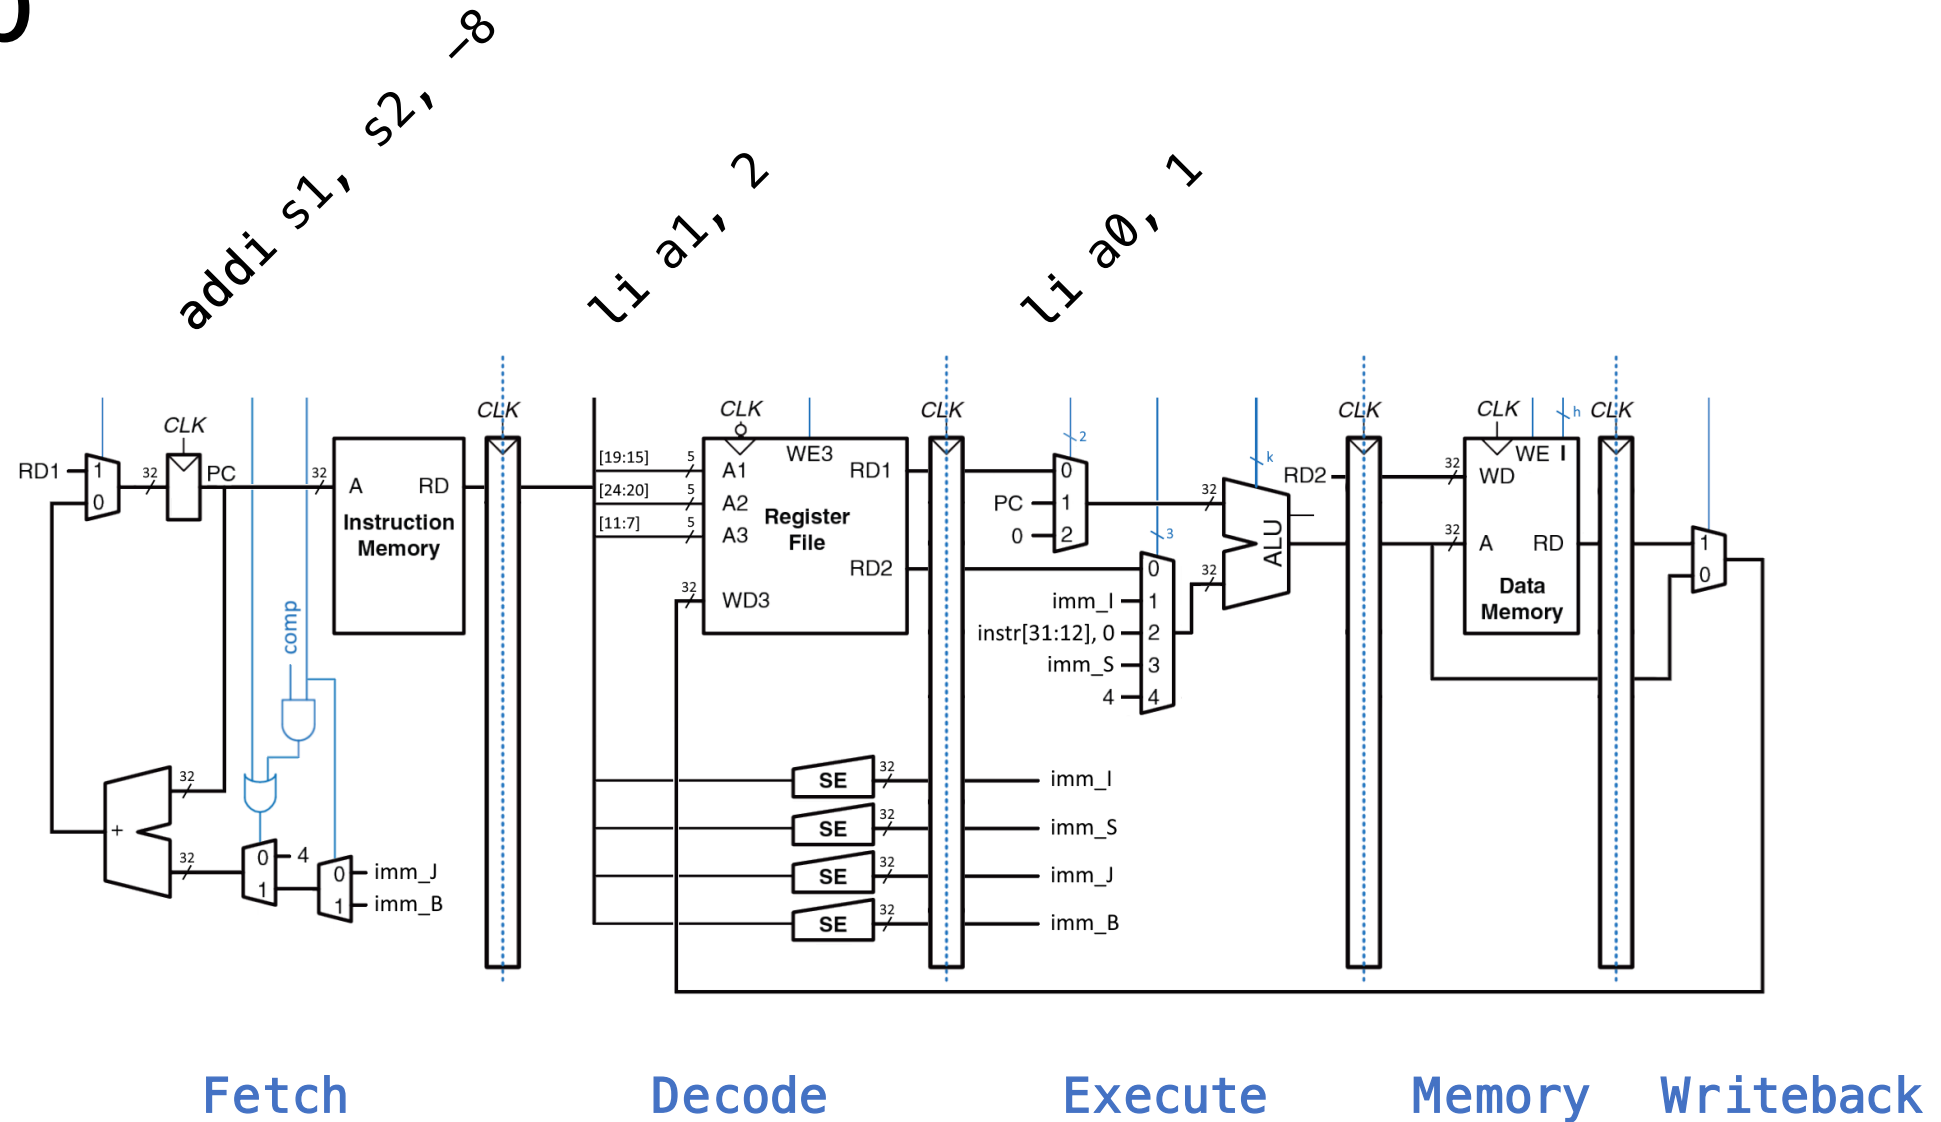 addi s1, s2, -8
li a1, 2
li a0, 1
CLK
CLK
CLK
CLK
CLK
CLK
CLK
RD1
1
0
32
PC
32
A
RD
Instruction
Memory
comp
+
32
32
0
4
1
0
imm_J
1
imm_B
[19:15]
5
A1
[24:20]
5
A2
[11:7]
5
A3
32
WD3
WE3
RD1
Register
File
RD2
SE
32
imm_I
SE
32
imm_S
SE
32
imm_J
SE
32
imm_B
2
0
PC
1
0
2
3
0
imm_I
1
instr[31:12], 0
2
imm_S
3
4
4
32
32
k
ALU
RD2
32
WD
WE
h
32
A
RD
Data
Memory
1
0
Fetch
Decode
Execute
Memory
Writeback